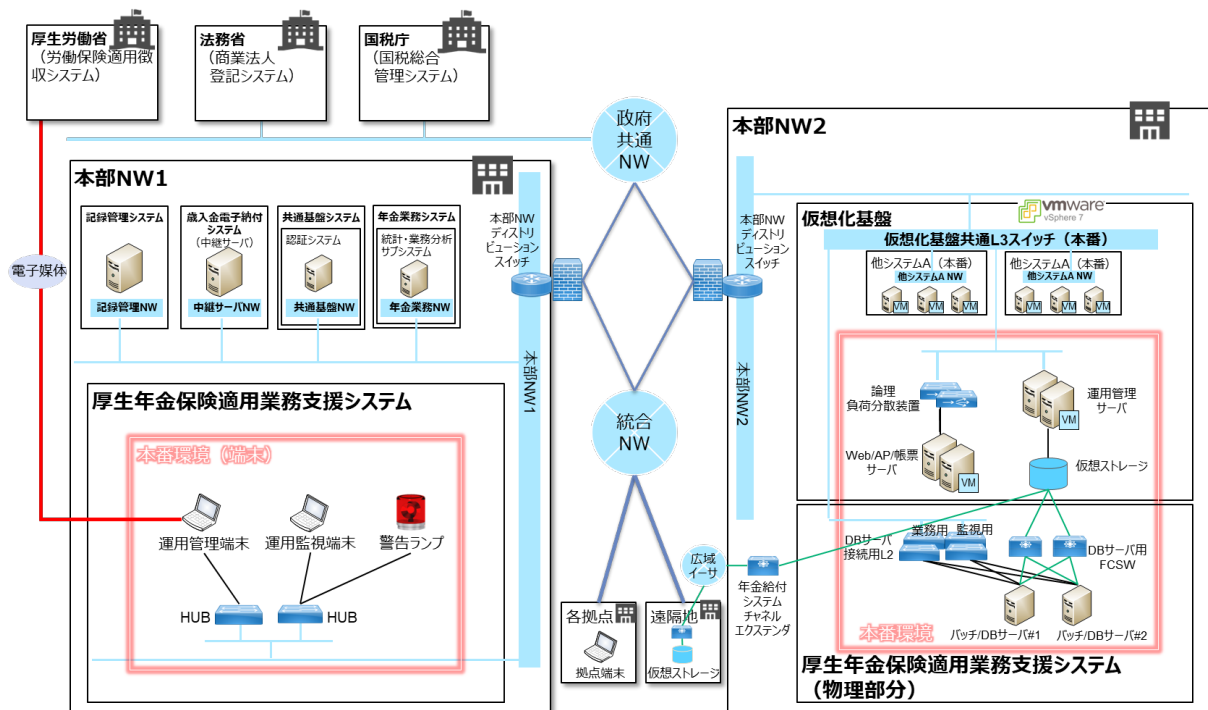 厚生労働省
（労働保険適用徴
収システム）
法務省
（商業法人
登記システム）
国税庁
（国税総合
管理システム）
政府
共通
NW
電子媒体
本部NW1
記録管理システム
記録管理NW
歳入金電子納付
システム
（中継サーバ）
中継サーバNW
共通基盤システム
認証システム
共通基盤NW
年金業務システム
統計・業務分析
サブシステム
年金業務NW
本部NW
ディストリ
ビューション
スイッチ
本部NW1
厚生年金保険適用業務支援システム
本番環境（端末）
運用管理端末
運用監視端末
警告ランプ
HUB
HUB
統合
NW
各拠点
拠点端末
遠隔地
仮想ストレージ
広域
イーサ
年金給付
システム
チャネル
エクステンダ
本部NW2
本部NW
ディストリ
ビューション
スイッチ
本部NW2
仮想化基盤
vmware
vSphere 7
仮想化基盤共通L3スイッチ（本番）
他システムA（本番）
他システムA NW
VM
VM
VM
他システムA（本番）
他システムA NW
VM
VM
VM
論理
負荷分散装置
運用管理
サーバ
VM
Web/AP/帳票
サーバ
VM
仮想ストレージ
DBサーバ
接続用L2
業務用
監視用
DBサーバ用
FCSW
バッチ/DBサーバ#1
バッチ/DBサーバ#2
本番環境
厚生年金保険適用業務支援システム
（物理部分）